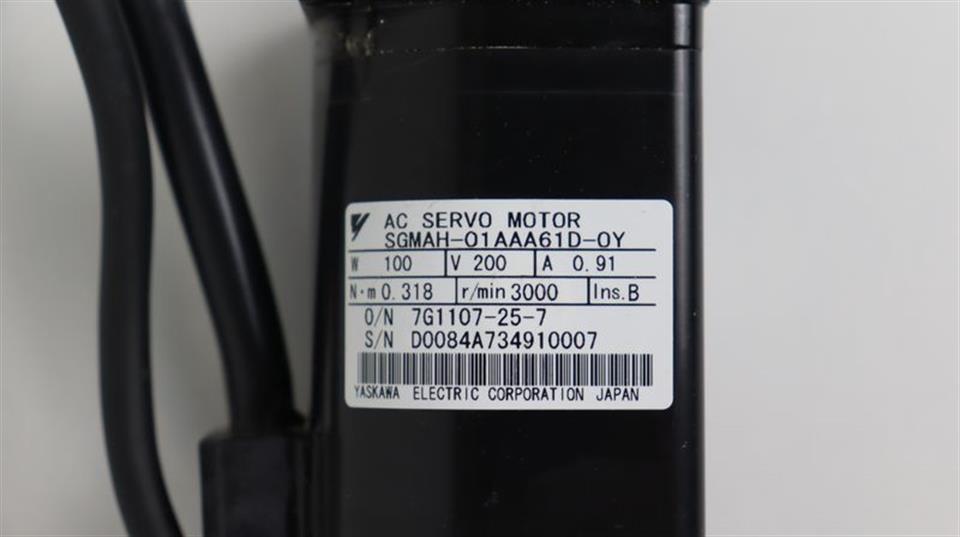 AC SERVO MOTOR
SGMAH-01AAA61D-0Y
W 100 V 200 A 0.91
N·m 0.318 r/min 3000 Ins. B
O/N 7G1107-25-7
S/N D0084A734910007
YASKAWA ELECTRIC CORPORATION JAPAN